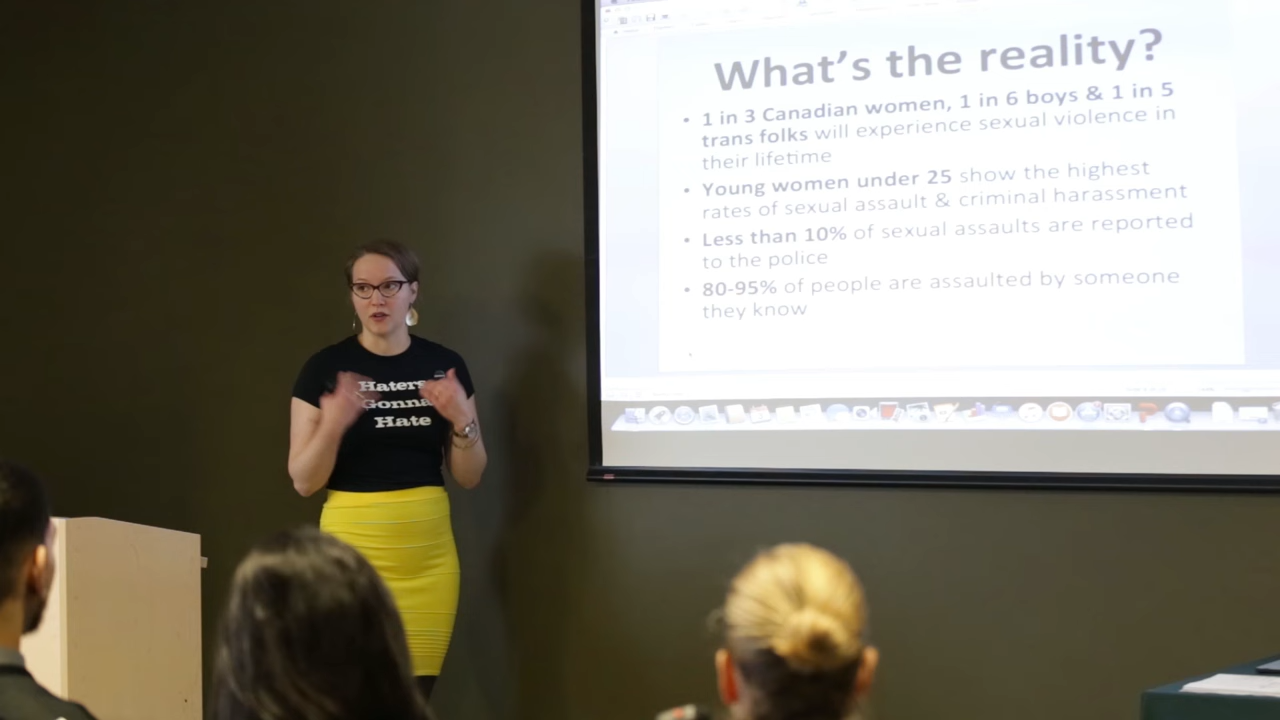 What's the reality?
• 1 in 3 Canadian women, 1 in 6 boys & 1 in 5
trans folks will experience sexual violence in
their lifetime
• Young women under 25 show the highest
rates of sexual assault & criminal harassment
• Less than 10% of sexual assaults are reported
to the police
• 80-95% of people are assaulted by someone
they know
Haters
Gonna
Hate